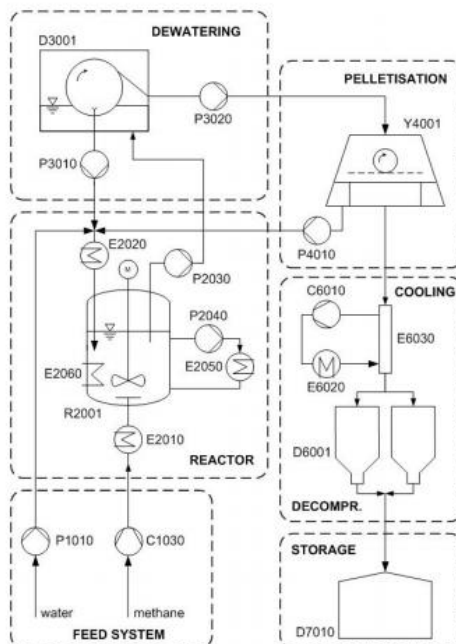 DEWATERING
D3001
P3020
P3010
PELLETISATION
Y4001
P4010
E2020
M
P2030
P2040
E2050
E2060
R2001
E2010
REACTOR
COOLING
C6010
E6030
E6020
D6001
DECOMPR.
P1010
C1030
water
methane
FEED SYSTEM
STORAGE
D7010